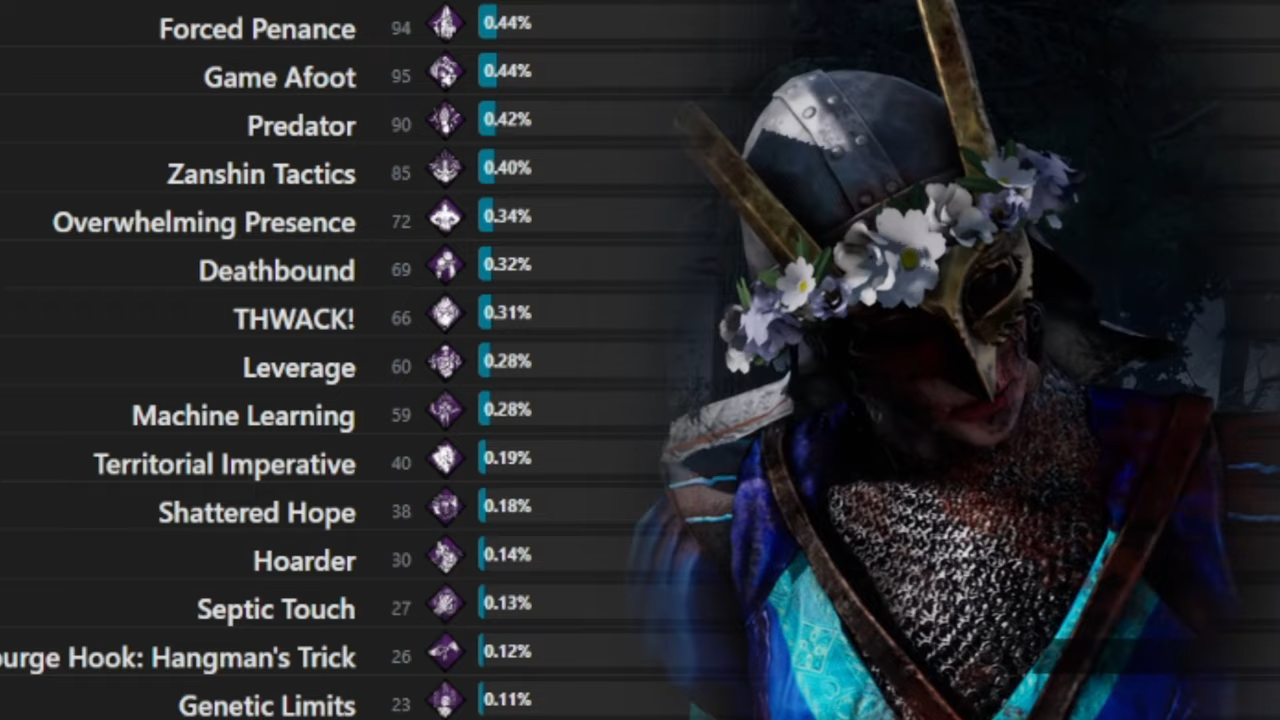 Forced Penance 94 0.44%
Game Afoot 95 0.44%
Predator 90 0.42%
Zanshin Tactics 85 0.40%
Overwhelming Presence 72 0.34%
Deathbound 69 0.32%
THWACK! 66 0.31%
Leverage 60 0.28%
Machine Learning 59 0.28%
Territorial Imperative 40 0.19%
Shattered Hope 38 0.18%
Hoarder 30 0.14%
Septic Touch 27 0.13%
ourge Hook: Hangman's Trick 26 0.12%
Genetic Limits 23 0.11%